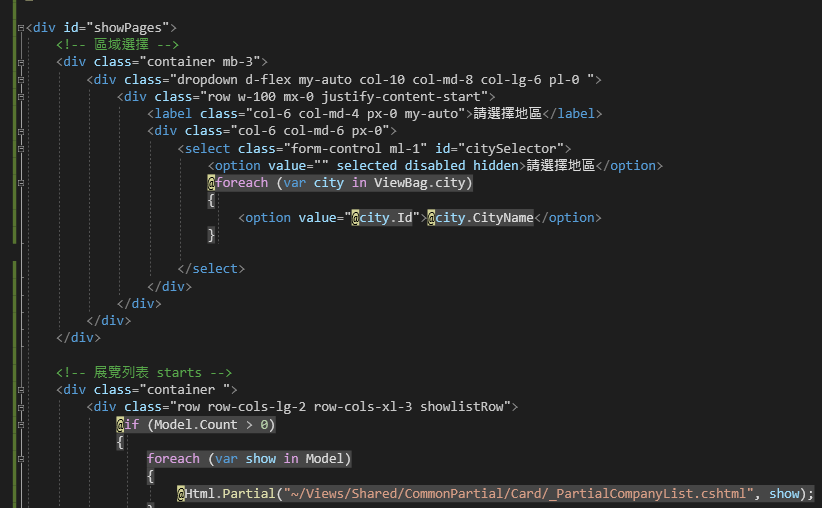 <div id="showPages">
<!-- 區域選擇 -->
<div class="container mb-3">
<div class="dropdown d-flex my-auto col-10 col-md-8 col-lg-6 pl-0 ">
<div class="row w-100 mx-0 justify-content-start">
<label class="col-6 col-md-4 px-0 my-auto">請選擇地區</label>
<div class="col-6 col-md-6 px-0">
<select class="form-control ml-1" id="citySelector">
<option value="" selected disabled hidden>請選擇地區</option>
@foreach (var city in ViewBag.city)
{
<option value="@city.Id">@city.CityName</option>
}
</select>
</div>
</div>
</div>
</div>
<!-- 展覽列表 starts -->
<div class="container ">
<div class="row row-cols-lg-2 row-cols-xl-3 showlistRow">
@if (Model.Count > 0)
{
foreach (var show in Model)
{
@Html.Partial("~/Views/Shared/CommonPartial/Card/_PartialCompanyList.cshtml", show);
}